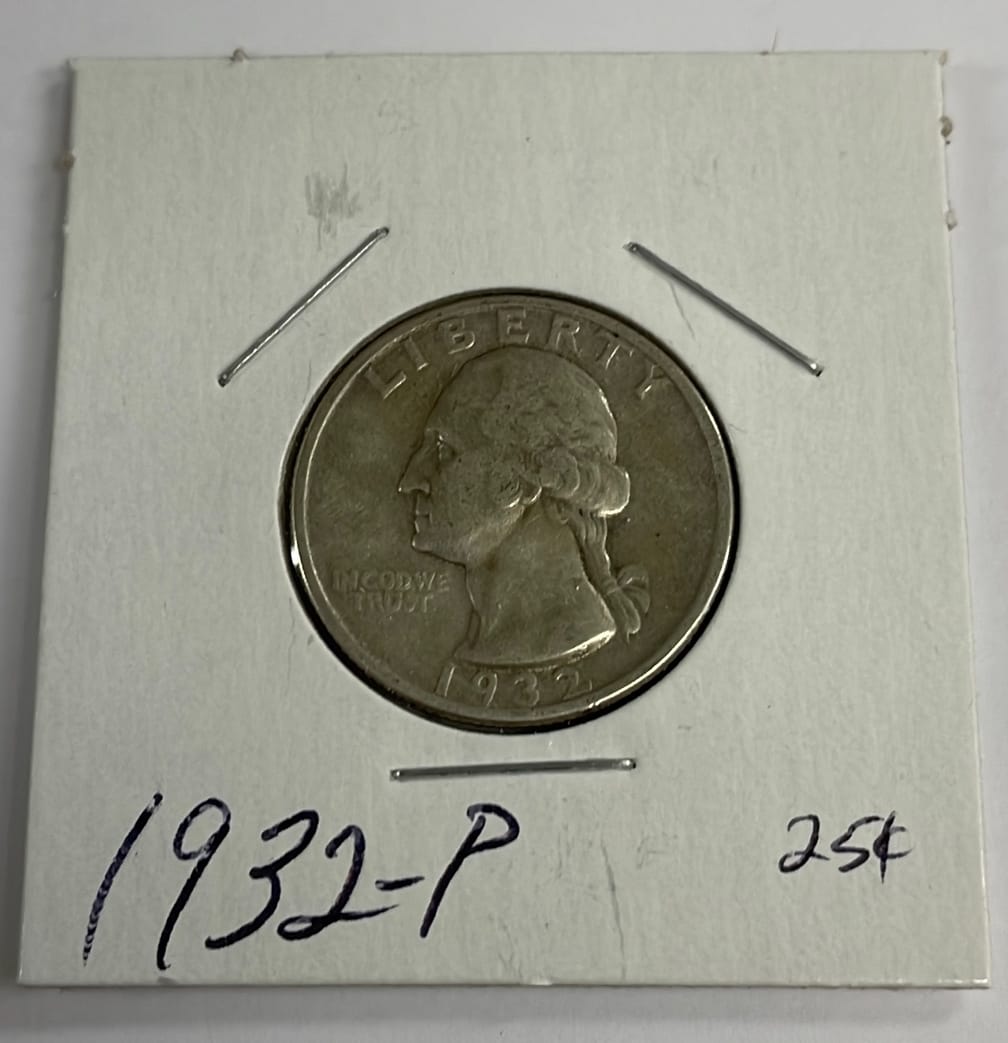 LIBERTY
IN GOD WE
TRUST
1932
1932-P
25¢